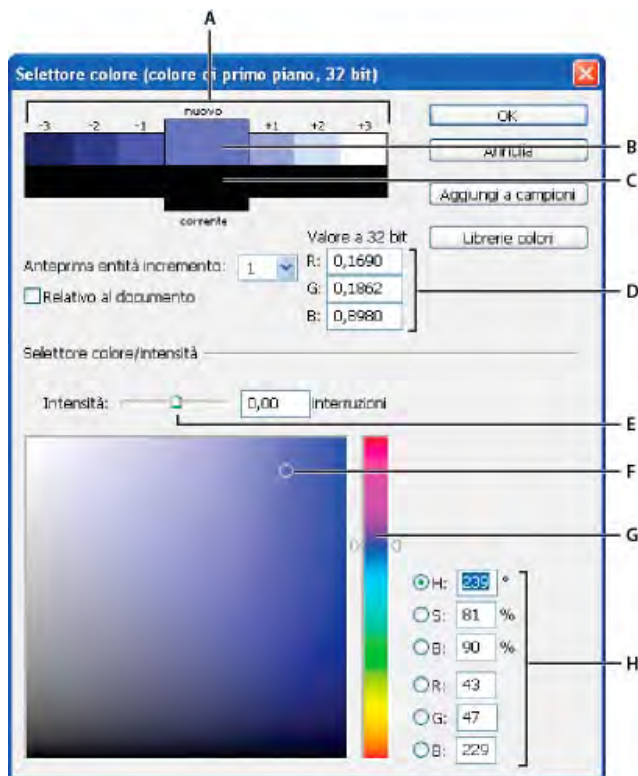 A
Selettore colore (colore di primo piano, 32 bit)
nuovo
-3 -2 -1 +1 +2 +3
OK
B
Annulla
C
Aggiungi a campioni
corrente
Valore a 32 bit
Librerie colori
Anteprima entità incremento: 1
R: 0,1690
G: 0,1862
D
Relativo al documento
B: 0,8980
Selettore colore/intensità
Intensità: 0,00 interruzioni
E
F
G
H: 239 °
S: 81 %
B: 90 %
H
R: 43
G: 47
B: 229